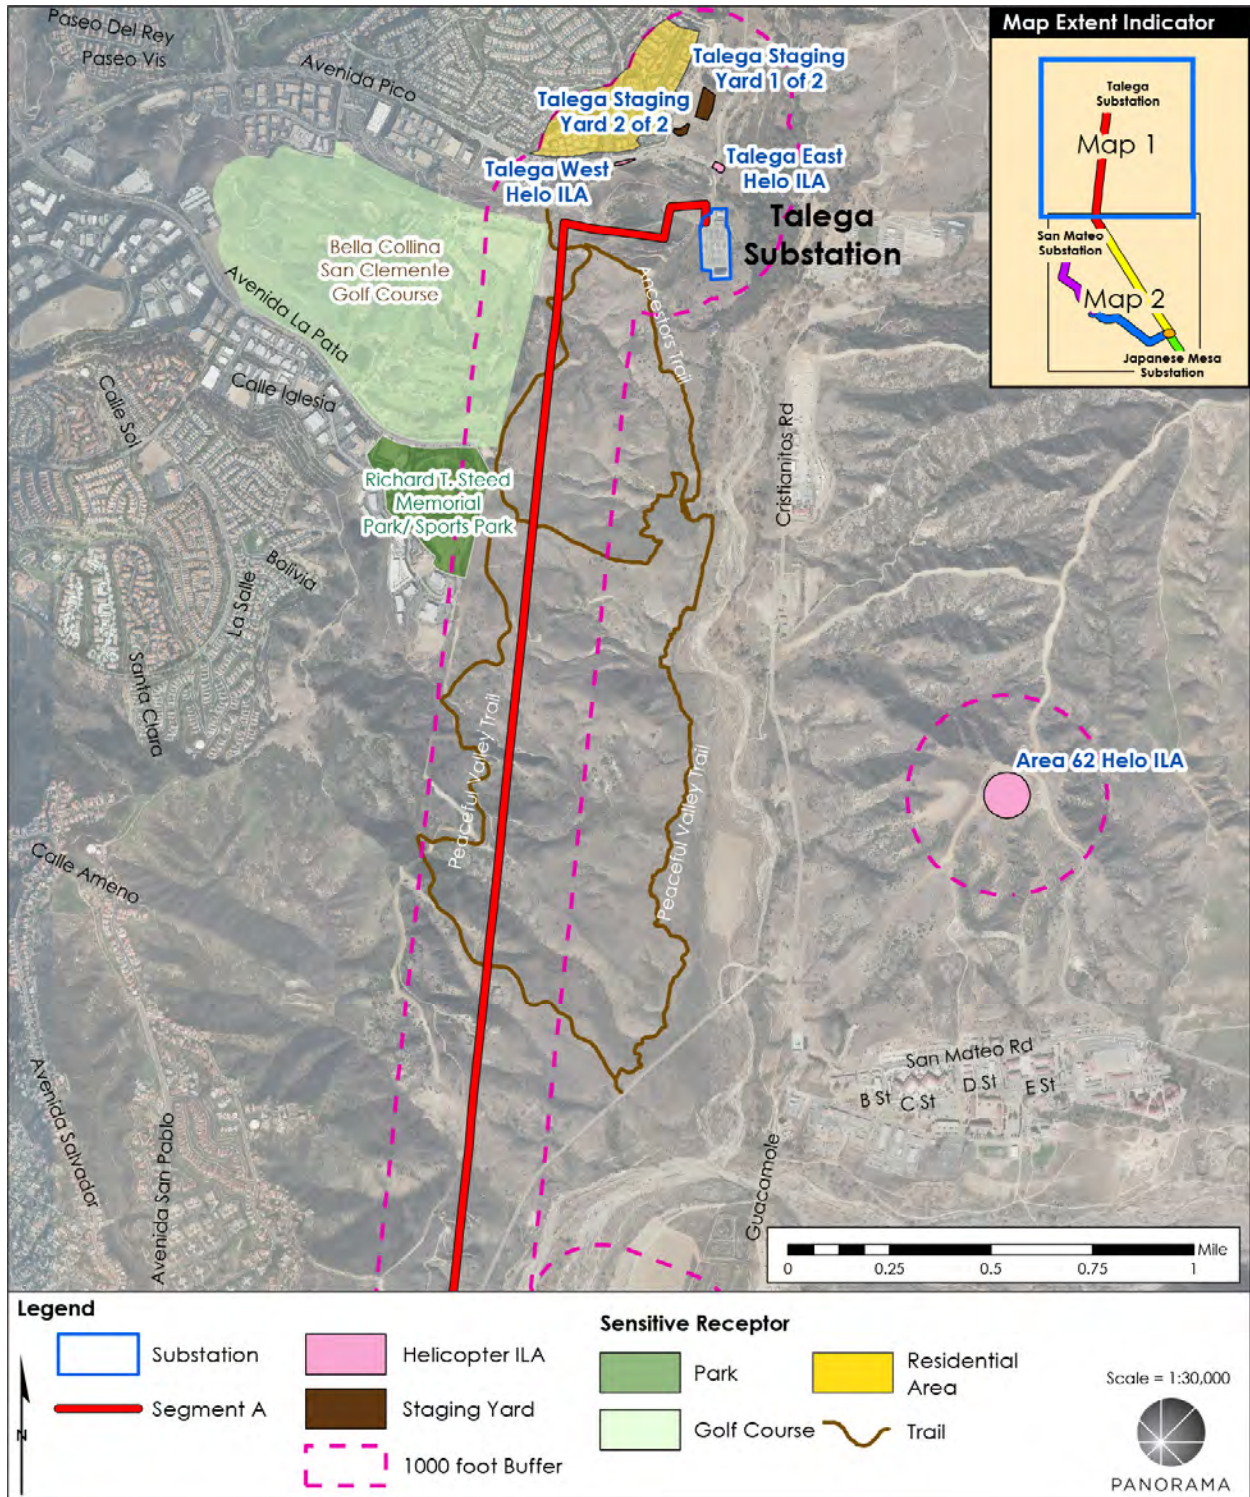 Paseo Del Rey
Paseo Vis
Avenida Pico
Talega Staging
Yard 1 of 2
Talega Staging
Yard 2 of 2
Talega West
Helo ILA
Talega East
Helo ILA
Talega
Substation
Bella Collina
San Clemente
Golf Course
Avenida La Pata
Calle Iglesia
Calle Sol
Ancestors Trail
Cristianitos Rd
Richard T. Steed
Memorial
Park/ Sports Park
Bolivia
La Salle
Santa Clara
Peaceful Valley Trail
Peaceful Valley Trail
Area 62 Helo ILA
Calle Ameno
Avenida Salvador
Avenida San Pablo
San Mateo Rd
B St
C St
D St
E St
Guacamole
Map Extent Indicator
Talega
Substation
Map 1
San Mateo
Substation
Map 2
Japanese Mesa
Substation
Mile
0
0.25
0.5
0.75
1
Legend
Substation
Segment A
Helicopter ILA
Staging Yard
1000 foot Buffer
Sensitive Receptor
Park
Golf Course
Residential
Area
Trail
N
Scale = 1:30,000
PANORAMA